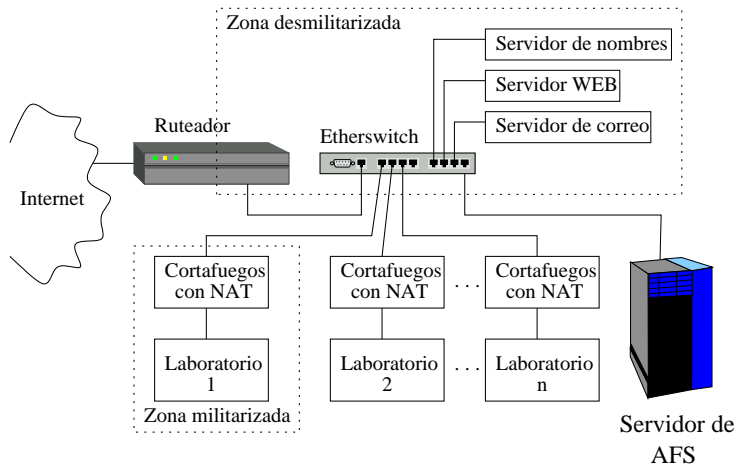 Zona desmilitarizada
Servidor de nombres
Servidor WEB
Servidor de correo
Ruteador
Etherswitch
Internet
Cortafuegos
con NAT
Cortafuegos
con NAT
. . .
Cortafuegos
con NAT
Laboratorio
1
Laboratorio
2
. . .
Laboratorio
n
Zona militarizada
Servidor de
AFS